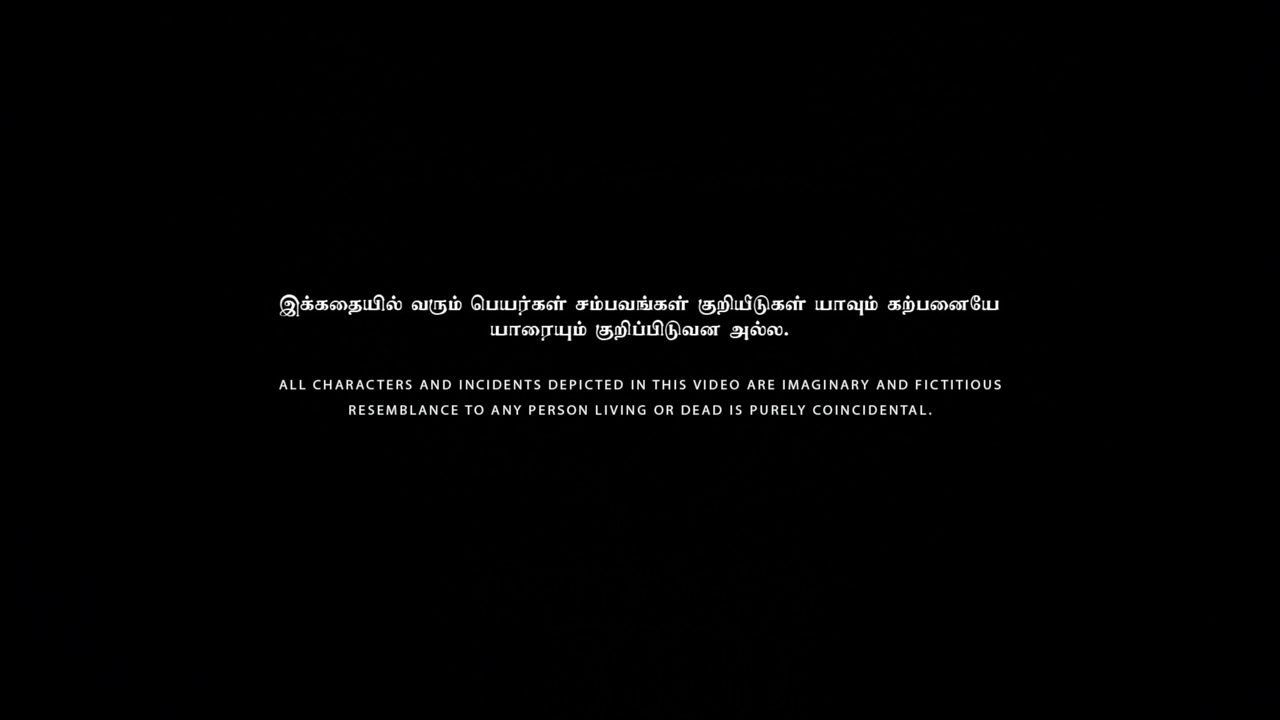 இக்கதையில் வரும் பெயர்கள் சம்பவங்கள் குறியீடுகள் யாவும் கற்பனையே
யாரையும் குறிப்பிடுவன அல்ல.
ALL CHARACTERS AND INCIDENTS DEPICTED IN THIS VIDEO ARE IMAGINARY AND FICTITIOUS
RESEMBLANCE TO ANY PERSON LIVING OR DEAD IS PURELY COINCIDENTAL.